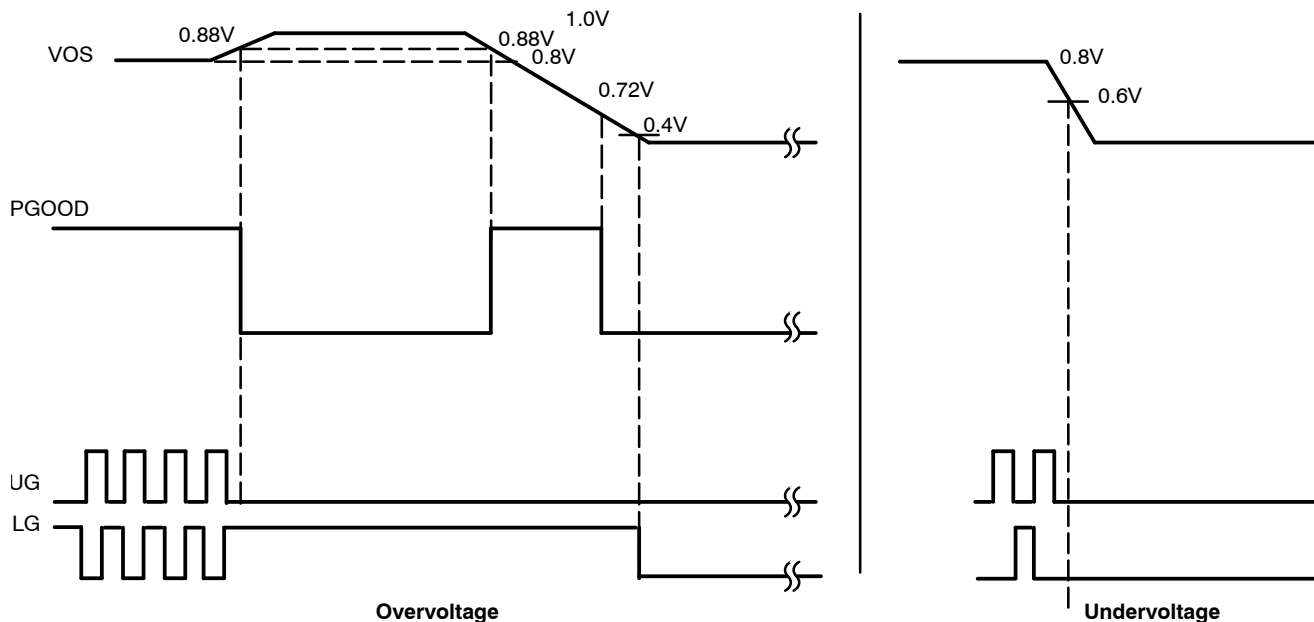 1.0V
0.88V
0.88V
VOS
0.8V
0.8V
0.72V
0.6V
0.4V
PGOOD
UG
LG
Overvoltage
Undervoltage